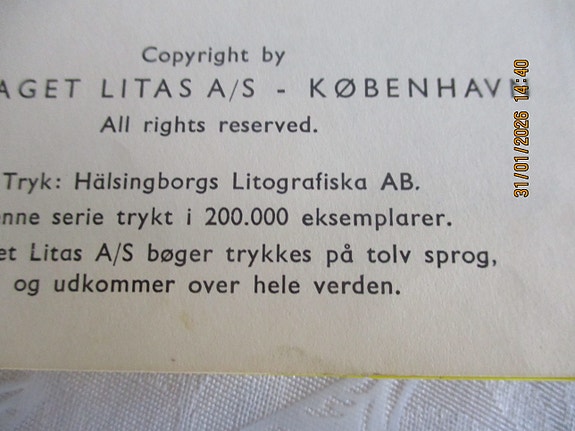 Copyright by
AGET LITAS A/S - KØBENHAVN
All rights reserved.
Tryk: Hälsingborgs Litografiska AB.
nne serie trykt i 200.000 eksemplarer.
et Litas A/S bøger trykkes på tolv sprog,
og udkommer over hele verden.
31/01/2026 14:40